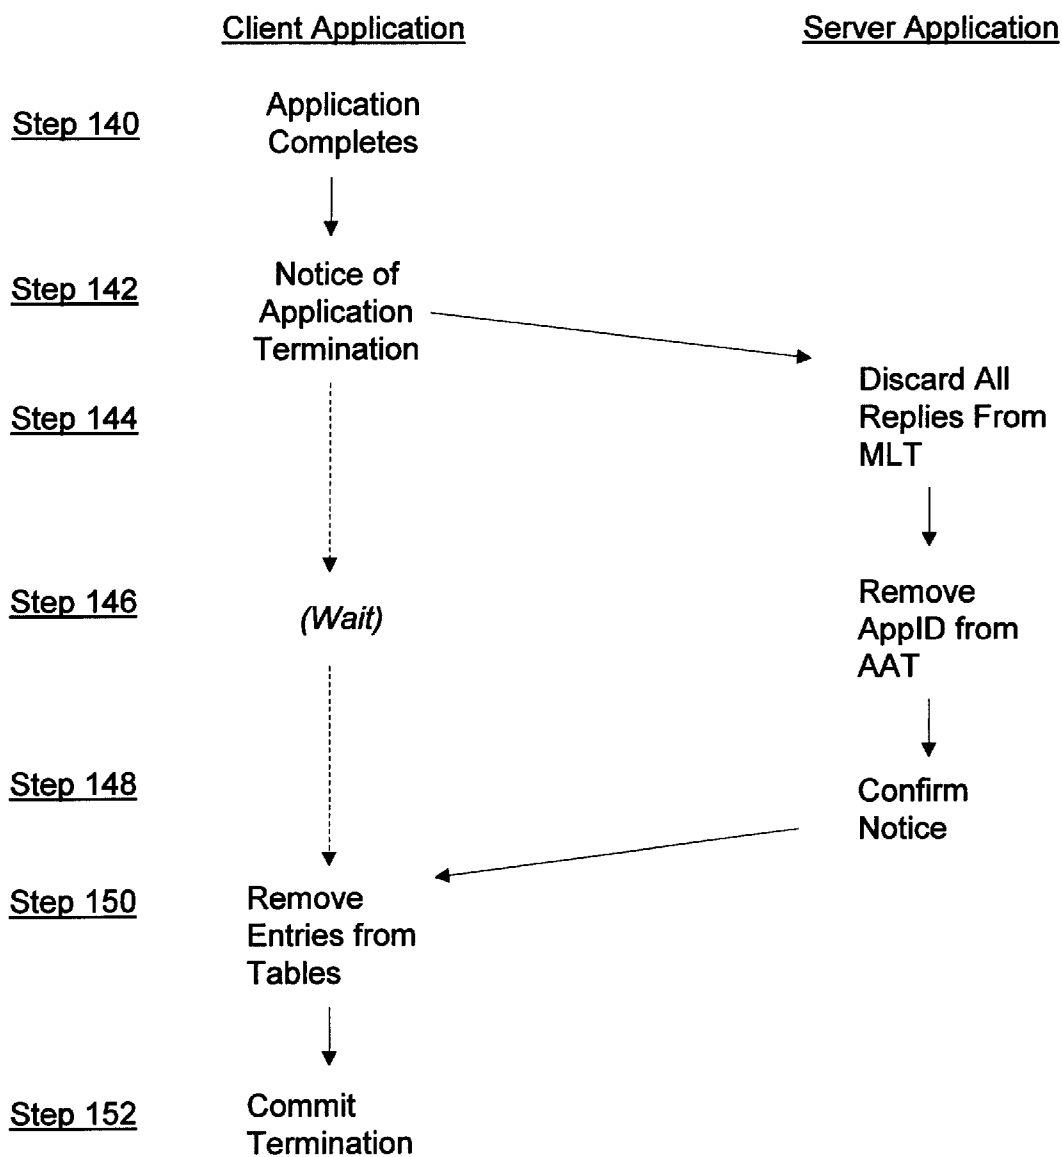 Client Application
Server Application
Step 140
Application
Completes
Step 142
Notice of
Application
Termination
Step 144
Discard All
Replies From
MLT
Step 146
(Wait)
Remove
AppID from
AAT
Step 148
Confirm
Notice
Step 150
Remove
Entries from
Tables
Step 152
Commit
Termination